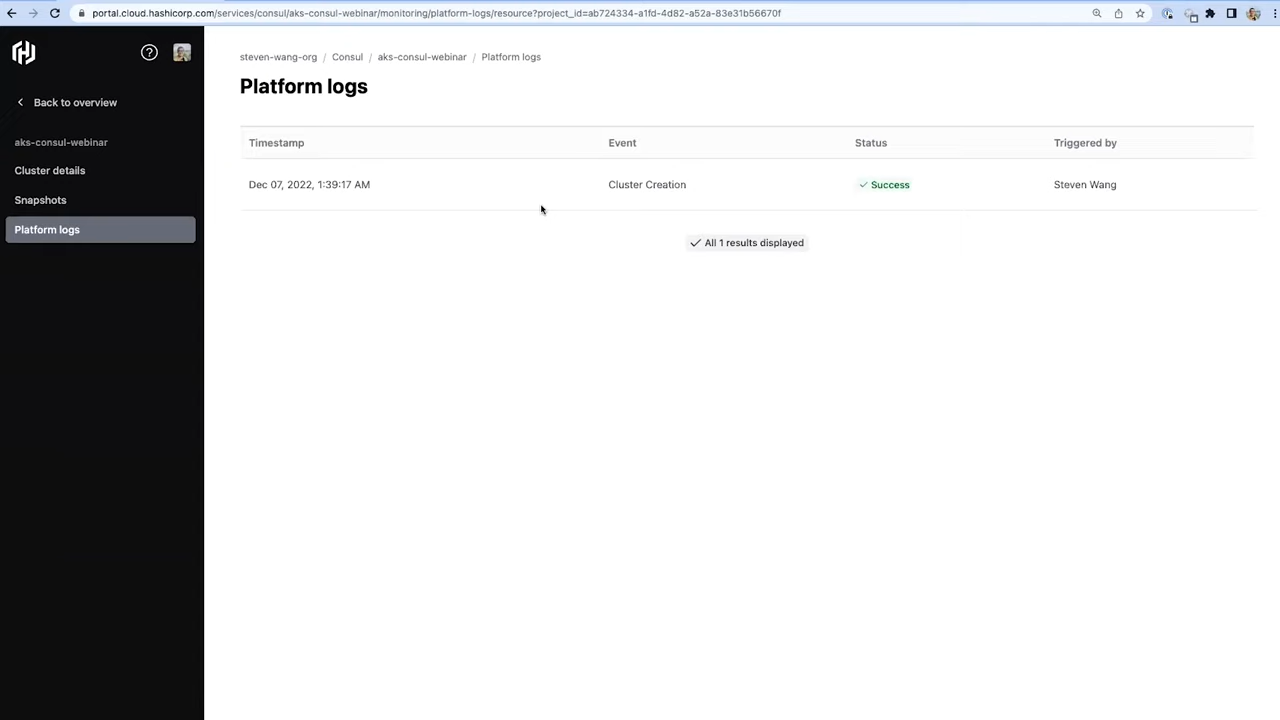 portal.cloud.hashicorp.com/services/consul/aks-consul-webinar/monitoring/platform-logs/resource?project_id=ab724334-a1fd-4d82-a52a-83e31b56670f
Back to overview
aks-consul-webinar
Cluster details
Snapshots
Platform logs
steven-wang-org / Consul / aks-consul-webinar / Platform logs
Platform logs
Timestamp Event Status Triggered by
Dec 07, 2022, 1:39:17 AM Cluster Creation Success Steven Wang
All 1 results displayed